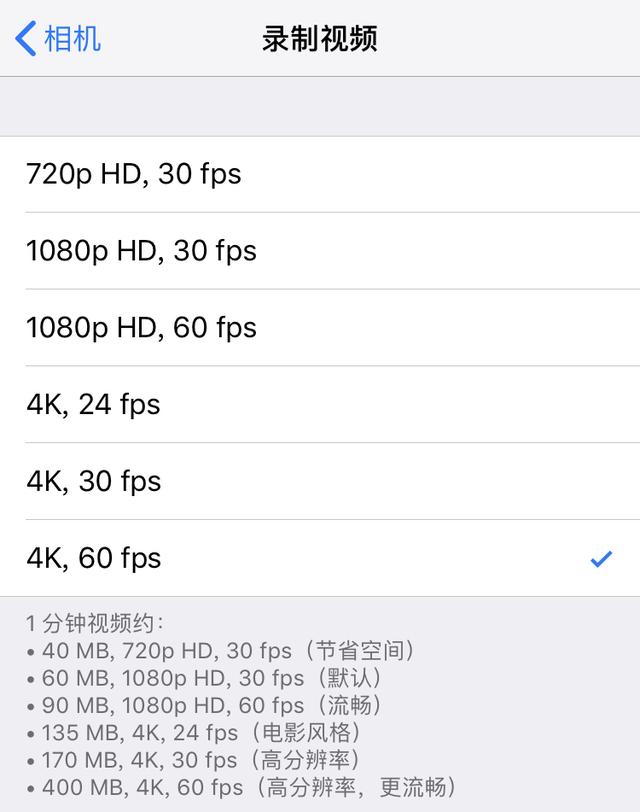 相机
录制视频
720p HD, 30 fps
1080p HD, 30 fps
1080p HD, 60 fps
4K, 24 fps
4K, 30 fps
4K, 60 fps
1 分钟视频约：
• 40 MB, 720p HD, 30 fps（节省空间）
• 60 MB, 1080p HD, 30 fps（默认）
• 90 MB, 1080p HD, 60 fps（流畅）
• 135 MB, 4K, 24 fps（电影风格）
• 170 MB, 4K, 30 fps（高分辨率）
• 400 MB, 4K, 60 fps（高分辨率，更流畅）